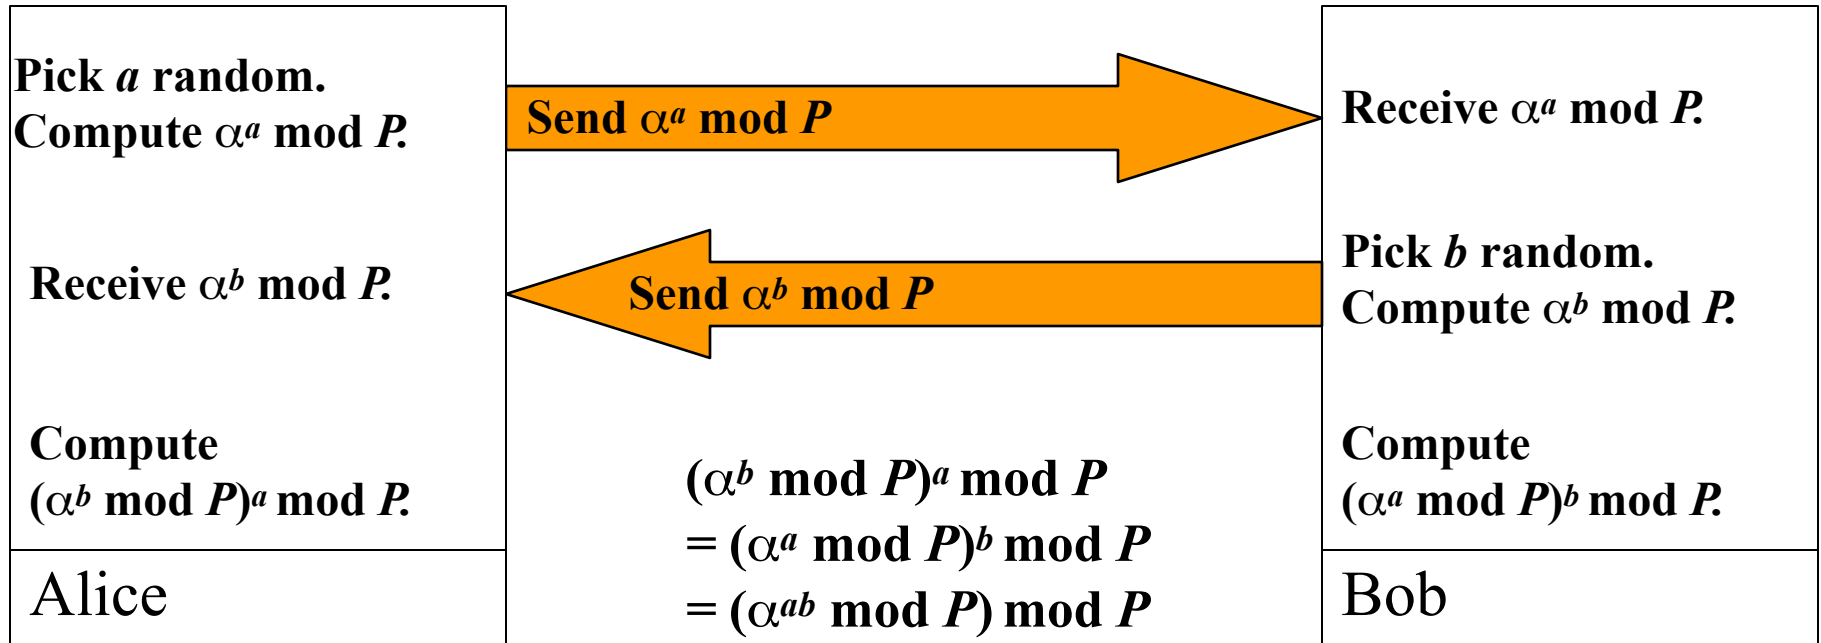 Pick a random.
Compute αᵃ mod P.
Send αᵃ mod P
Receive αᵃ mod P.
Receive αᵇ mod P.
Send αᵇ mod P
Pick b random.
Compute αᵇ mod P.
Compute
(αᵇ mod P)ᵃ mod P.
(αᵇ mod P)ᵃ mod P
= (αᵃ mod P)ᵇ mod P
= (αᵃᵇ mod P) mod P
Compute
(αᵃ mod P)ᵇ mod P.
Alice
Bob